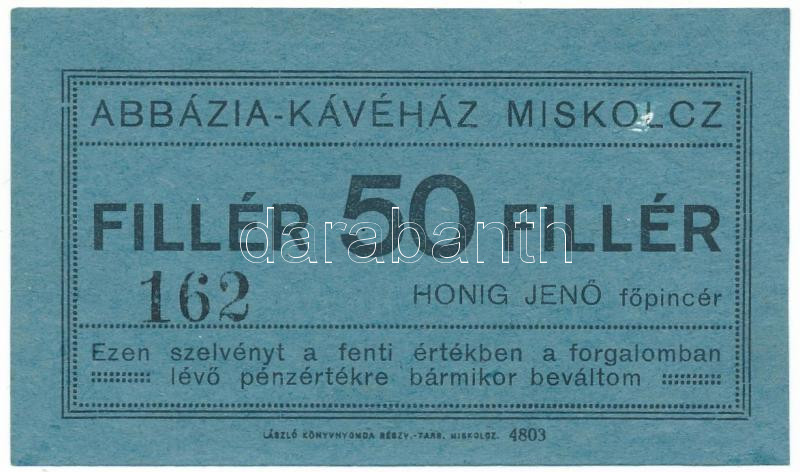 ABBÁZIA-KÁVÉHÁZ MISKOLCZ
FILLÉR 50 FILLÉR
darabanth
162
HONIG JENŐ főpincér
Ezen szelvényt a fenti értékben a forgalomban
lévő pénzértékre bármikor beváltom
LÁSZLÓ KÖNYVNYOMDA RÉSZV.-TÁRS. MISKOLCZ. 4803